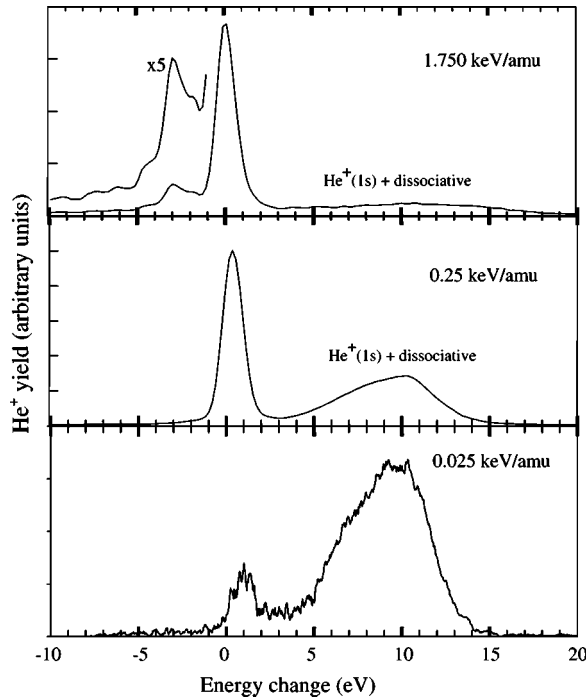 x5
1.750 keV/amu
He+(1s) + dissociative
0.25 keV/amu
He+(1s) + dissociative
0.025 keV/amu
He+ yield (arbitrary units)
-10 -5 0 5 10 15 20
Energy change (eV)